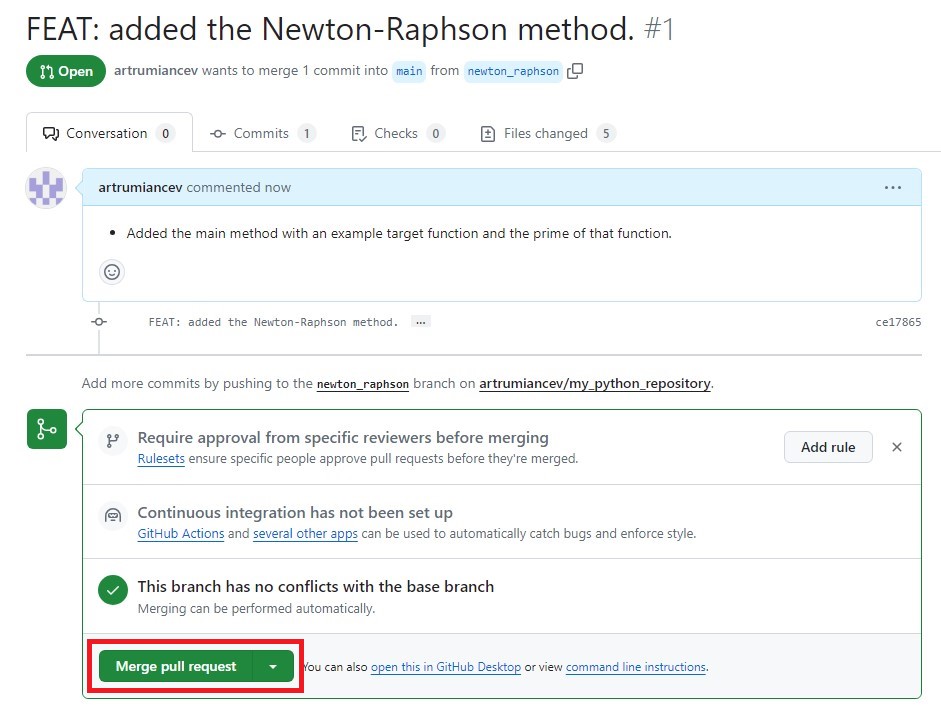 FEAT: added the Newton-Raphson method. #1
Open artrumiancev wants to merge 1 commit into main from newton_raphson
Conversation 0 Commits 1 Checks 0 Files changed 5
artrumiancev commented now ...
• Added the main method with an example target function and the prime of that function.
FEAT: added the Newton-Raphson method. ... ce17865
Add more commits by pushing to the newton_raphson branch on artrumiancev/my_python_repository.
Require approval from specific reviewers before merging
Rulesets ensure specific people approve pull requests before they're merged.
Add rule
Continuous integration has not been set up
GitHub Actions and several other apps can be used to automatically catch bugs and enforce style.
This branch has no conflicts with the base branch
Merging can be performed automatically.
Merge pull request You can also open this in GitHub Desktop or view command line instructions.